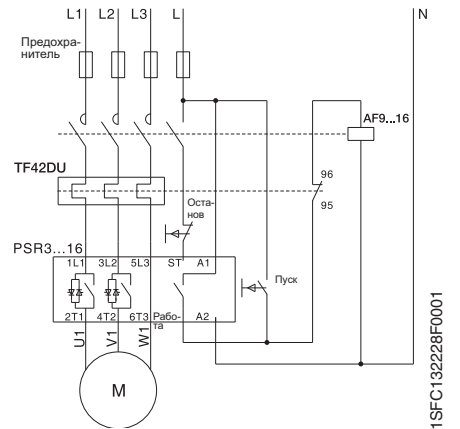 L1 L2 L3 L N
Предохра-
нитель
AF9...16
TF42DU
96
95
Оста-
нов
PSR3...16
1L1 3L2 5L3 ST A1
Пуск
2T1 4T2 6T3 Рабо-
та
A2
U1 V1 W1
M
1SFC132228F0001